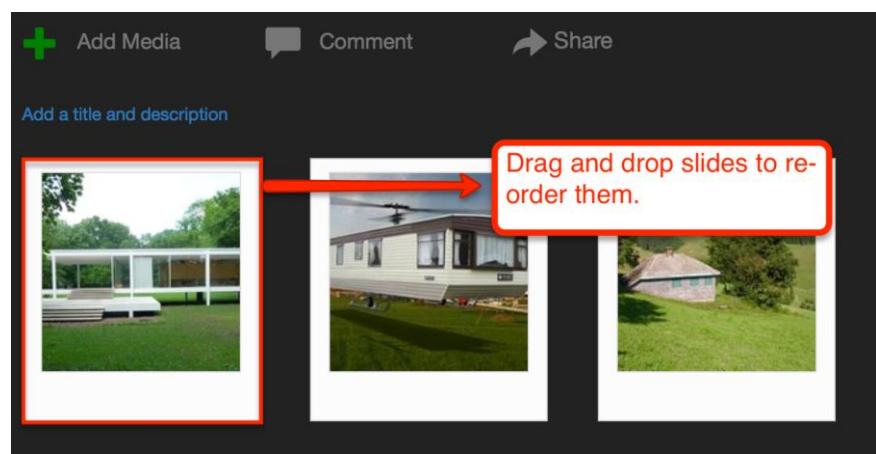 Add Media
Comment
Share
Add a title and description
Drag and drop slides to re-
order them.